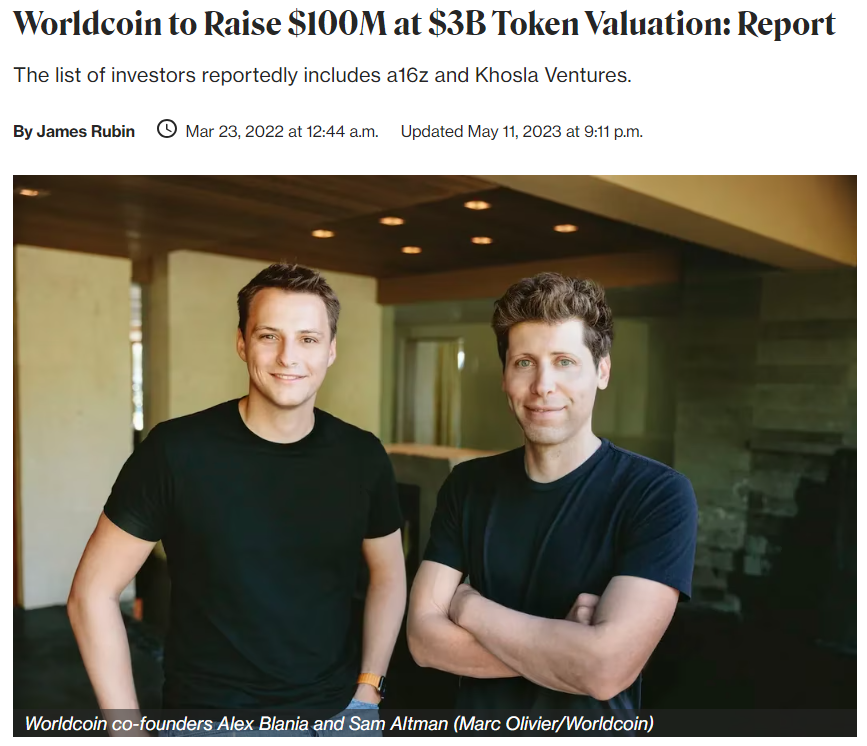 Worldcoin to Raise $100M at $3B Token Valuation: Report
The list of investors reportedly includes a16z and Khosla Ventures.
By James Rubin Mar 23, 2022 at 12:44 a.m. Updated May 11, 2023 at 9:11 p.m.
Worldcoin co-founders Alex Blania and Sam Altman (Marc Olivier/Worldcoin)